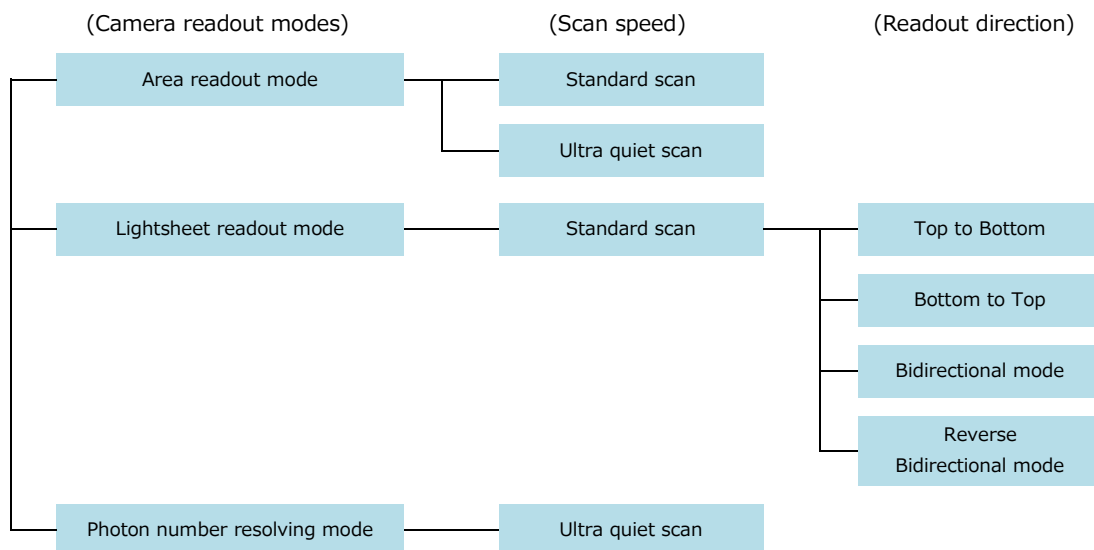 (Camera readout modes) (Scan speed) (Readout direction)
Area readout mode Standard scan
Ultra quiet scan
Lightsheet readout mode Standard scan Top to Bottom
Bottom to Top
Bidirectional mode
Reverse
Bidirectional mode
Photon number resolving mode Ultra quiet scan